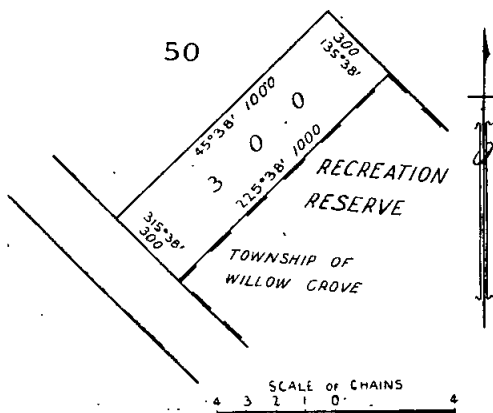 50
300
135°38'
45°38' 1000
3 0 0
225°38' 1000
RECREATION
RESERVE
315°38'
300
TOWNSHIP OF
WILLOW GROVE
SCALE OF CHAINS
4 3 2 1 0 4